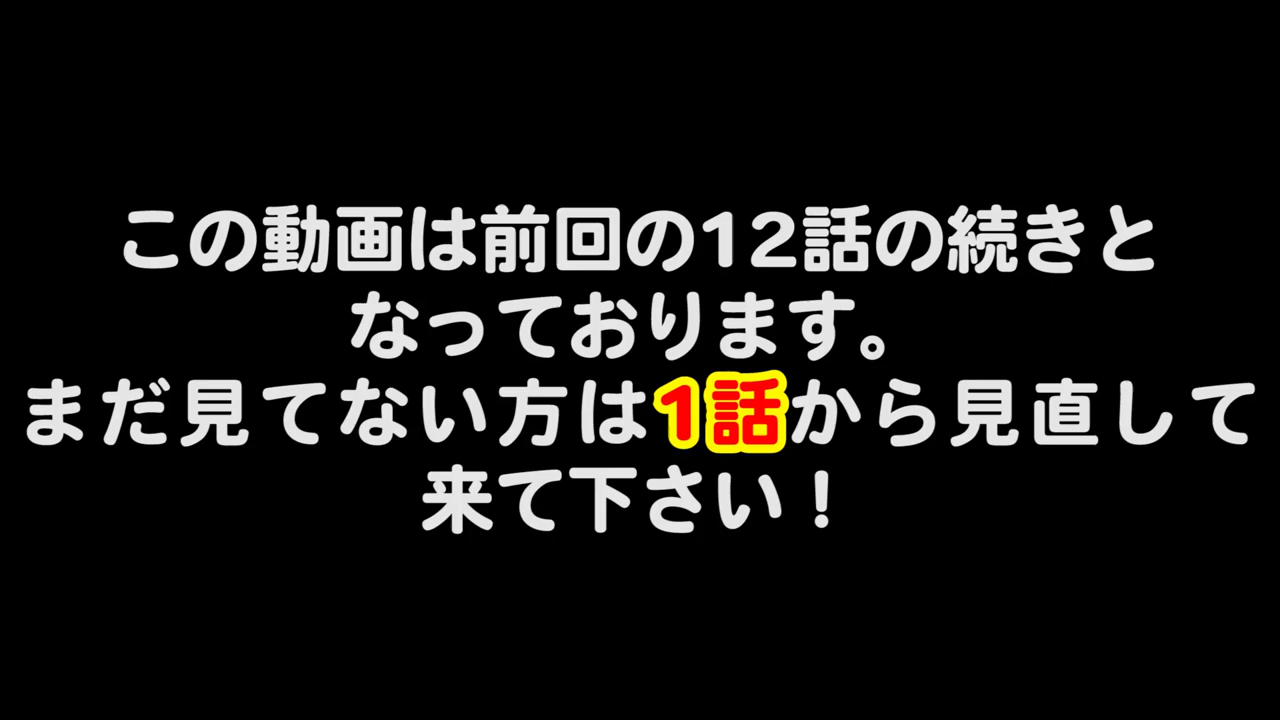 この動画は前回の12話の続きと
なっております。
まだ見てない方は1話から見直して
来て下さい！